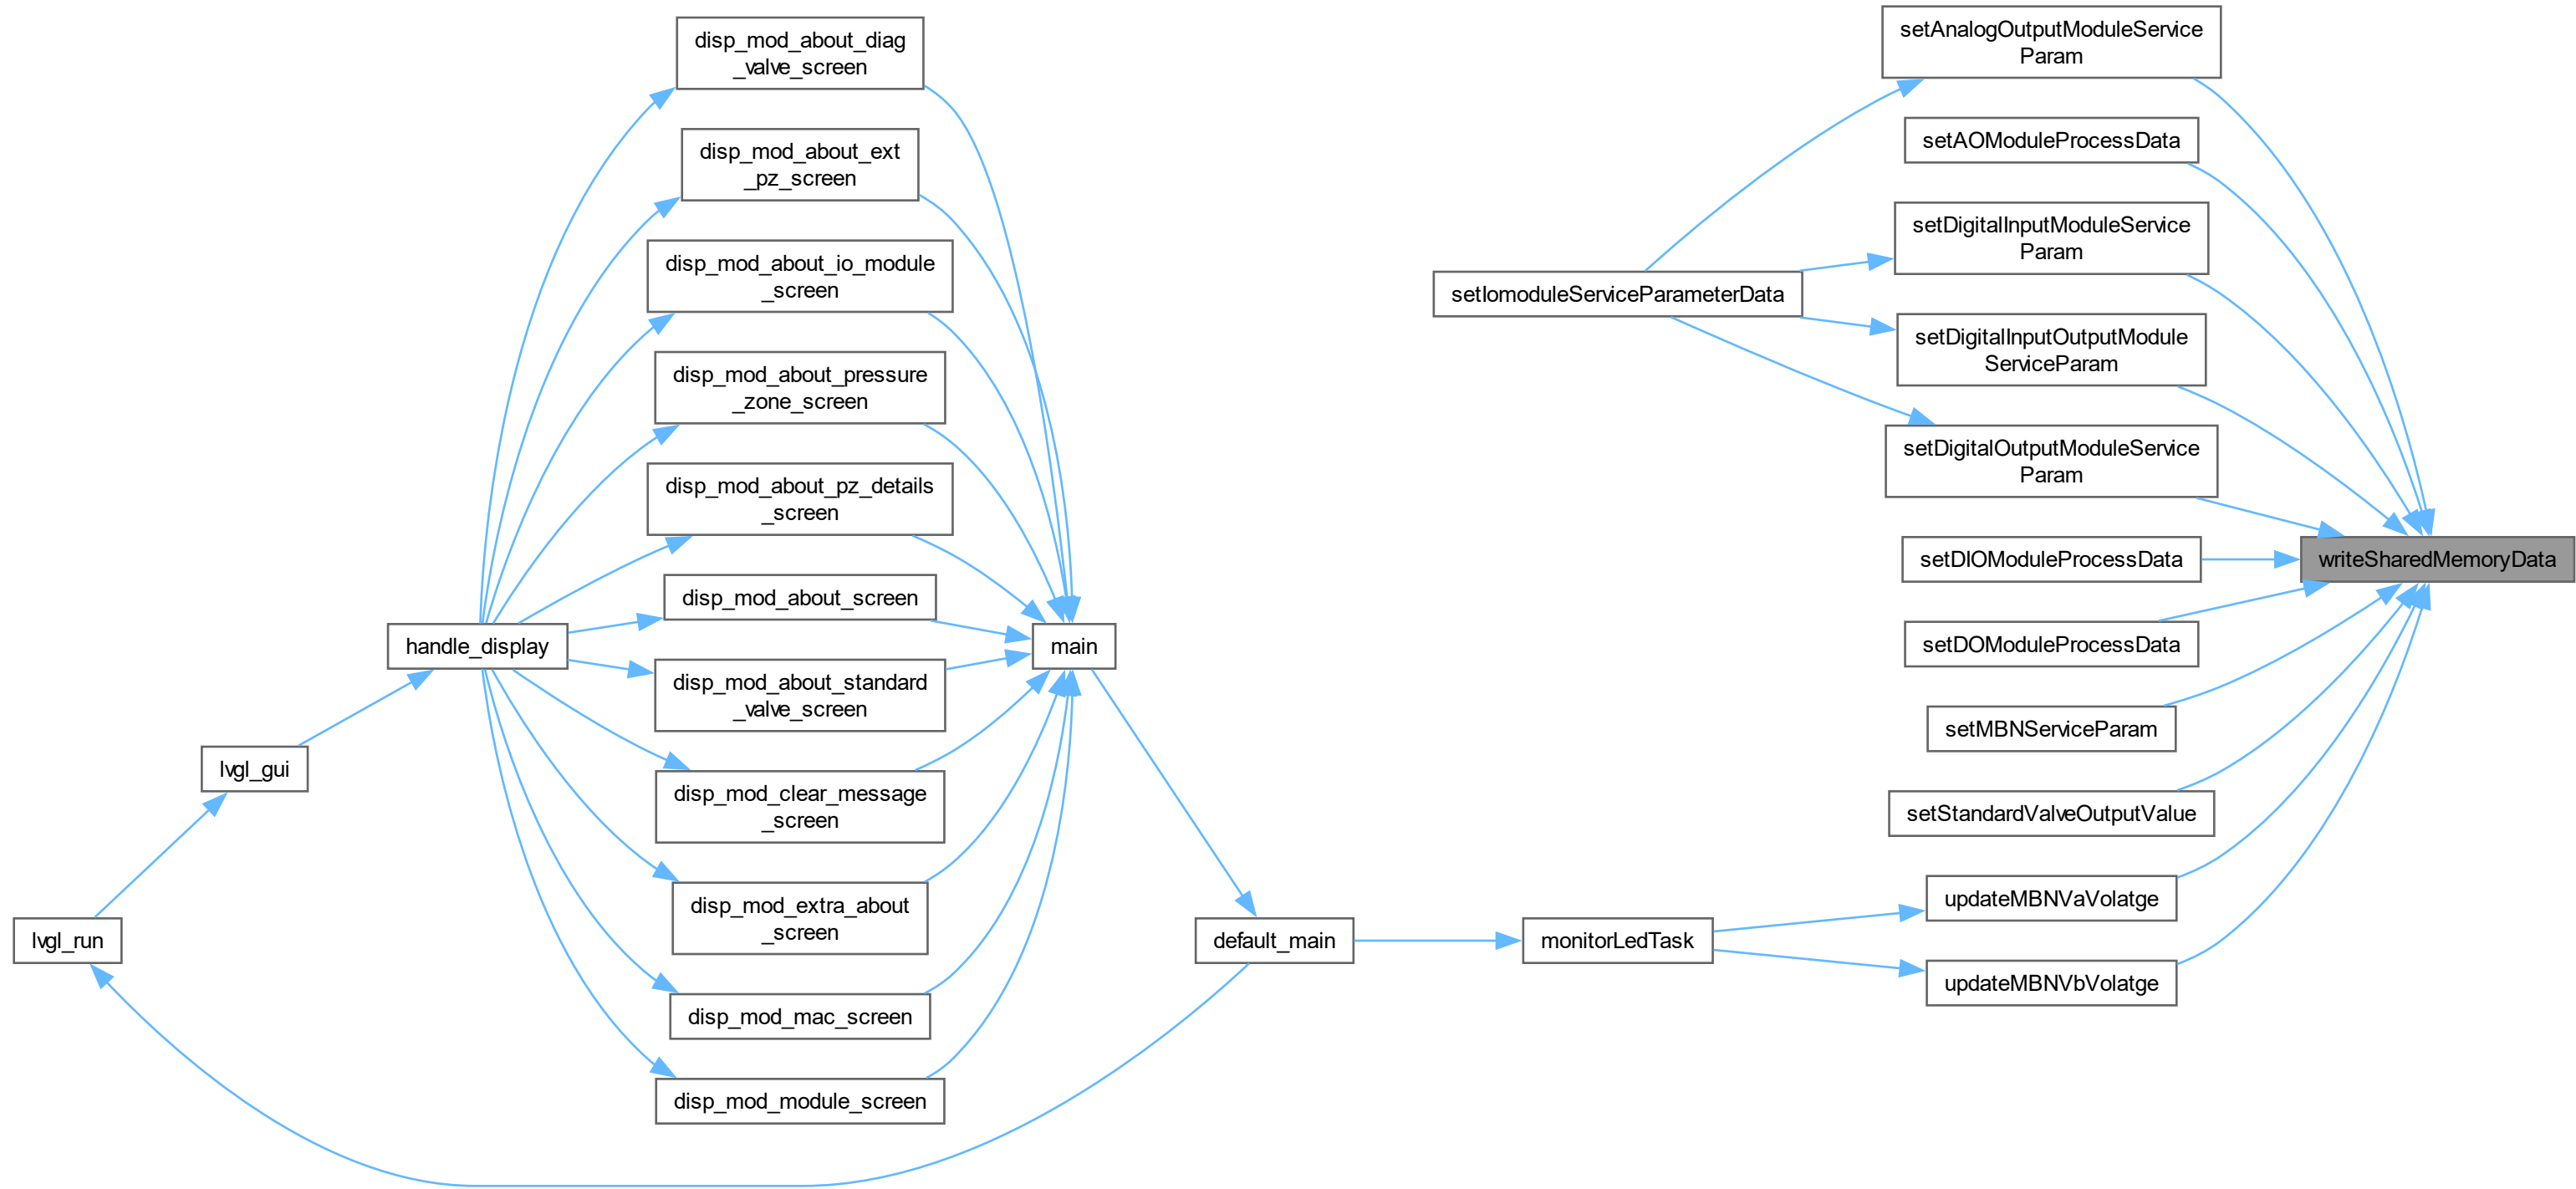 disp_mod_about_diag
_valve_screen
disp_mod_about_ext
_pz_screen
disp_mod_about_io_module
_screen
disp_mod_about_pressure
_zone_screen
disp_mod_about_pz_details
_screen
disp_mod_about_screen
handle_display
main
disp_mod_about_standard
_valve_screen
lvgl_gui
disp_mod_clear_message
_screen
disp_mod_extra_about
_screen
lvgl_run
disp_mod_mac_screen
disp_mod_module_screen
default_main
monitorLedTask
setIomoduleServiceParameterData
setAnalogOutputModuleService
Param
setAOModuleProcessData
setDigitalInputModuleService
Param
setDigitalInputOutputModule
ServiceParam
setDigitalOutputModuleService
Param
setDIOModuleProcessData
writeSharedMemoryData
setDOModuleProcessData
setMBNServiceParam
setStandardValveOutputValue
updateMBNVaVolatge
updateMBNVbVolatge